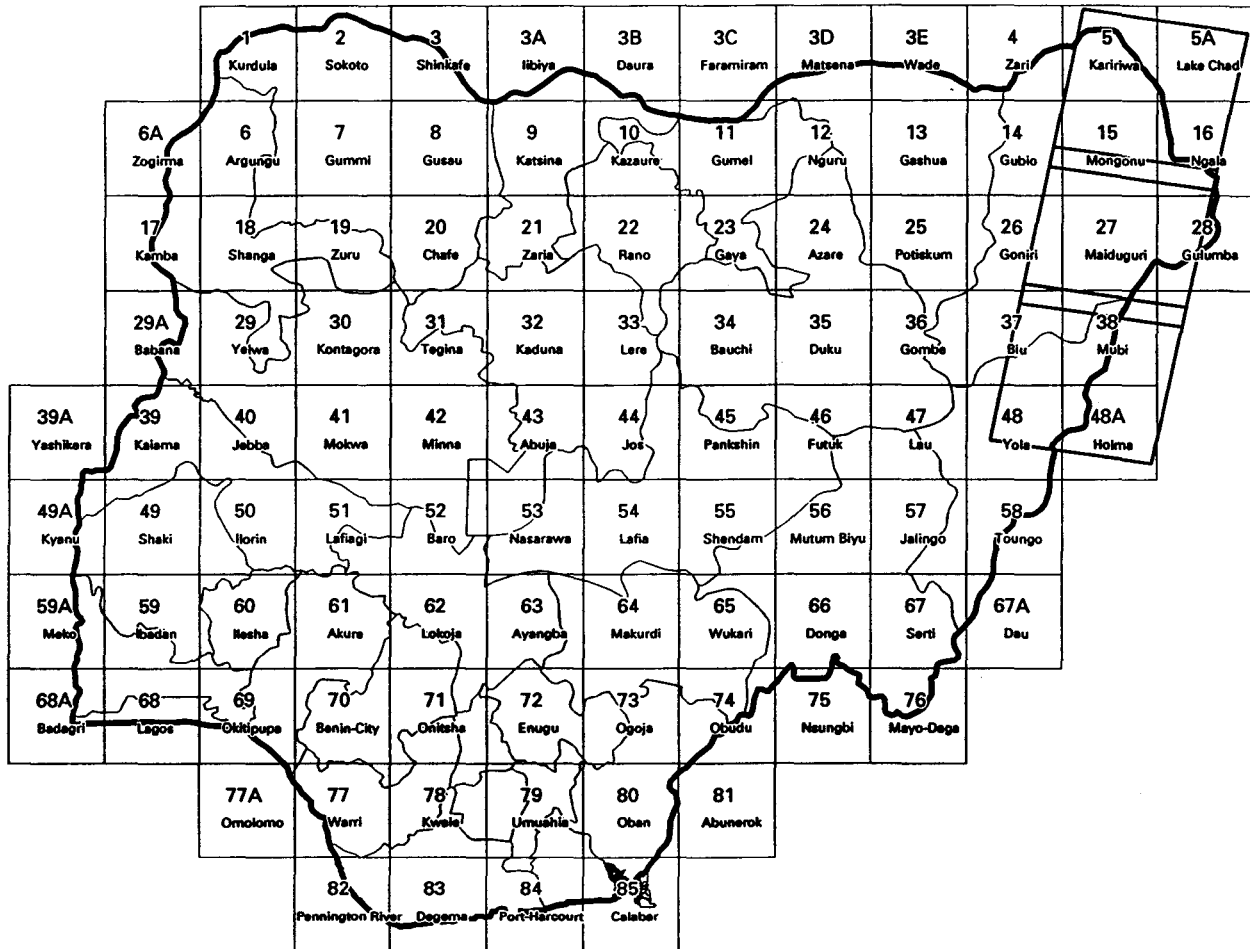 1 2 3 3A 3B 3C 3D 3E 4 5 5A
Kurdula Sokoto Shinkafe Iibiya Daura Faramiram Matsena Wade Zari Karirwa Lake Chad
6A 6 7 8 9 10 11 12 13 14 15 16
Zogirma Argungu Gummi Gusau Katsina Kazaure Gumel Nguru Gashua Gubio Mongonu Ngala
17 18 19 20 21 22 23 24 25 26 27 28
Kamba Shanga Zuru Chafe Zaria Rano Gaya Azare Potiskum Goniri Maiduguri Gulumba
29A 29 30 31 32 33 34 35 36 37 38
Babana Yelwa Kontagora Tegina Kaduna Lere Bauchi Duku Gombe Blu Mubi
39A 39 40 41 42 43 44 45 46 47 48 48A
Yashikara Kaiama Jebba Mokwa Minna Abuja Jos Pankshin Futuk Lau Yola Holma
49A 49 50 51 52 53 54 55 56 57 58
Kyanu Shaki Ilorin Lafiagi Baro Nasarawa Lafia Shendam Mutum Biyu Jalingo Toungo
59A 59 60 61 62 63 64 65 66 67 67A
Meko Ibadan Ilesha Akure Lokoja Ayangba Makurdi Wukari Donga Serti Dau
68A 68 69 70 71 72 73 74 75 76
Badagri Lagos Okitipupa Benin-City Onitsha Enugu Ogoja Obudu Nsungbi Mayo-Daga
77A 77 78 79 80 81
Omolomo Warri Kwale Umuahia Oban Abunerok
82 83 84 85
Pennington River Degema Port-Harcourt Calabar